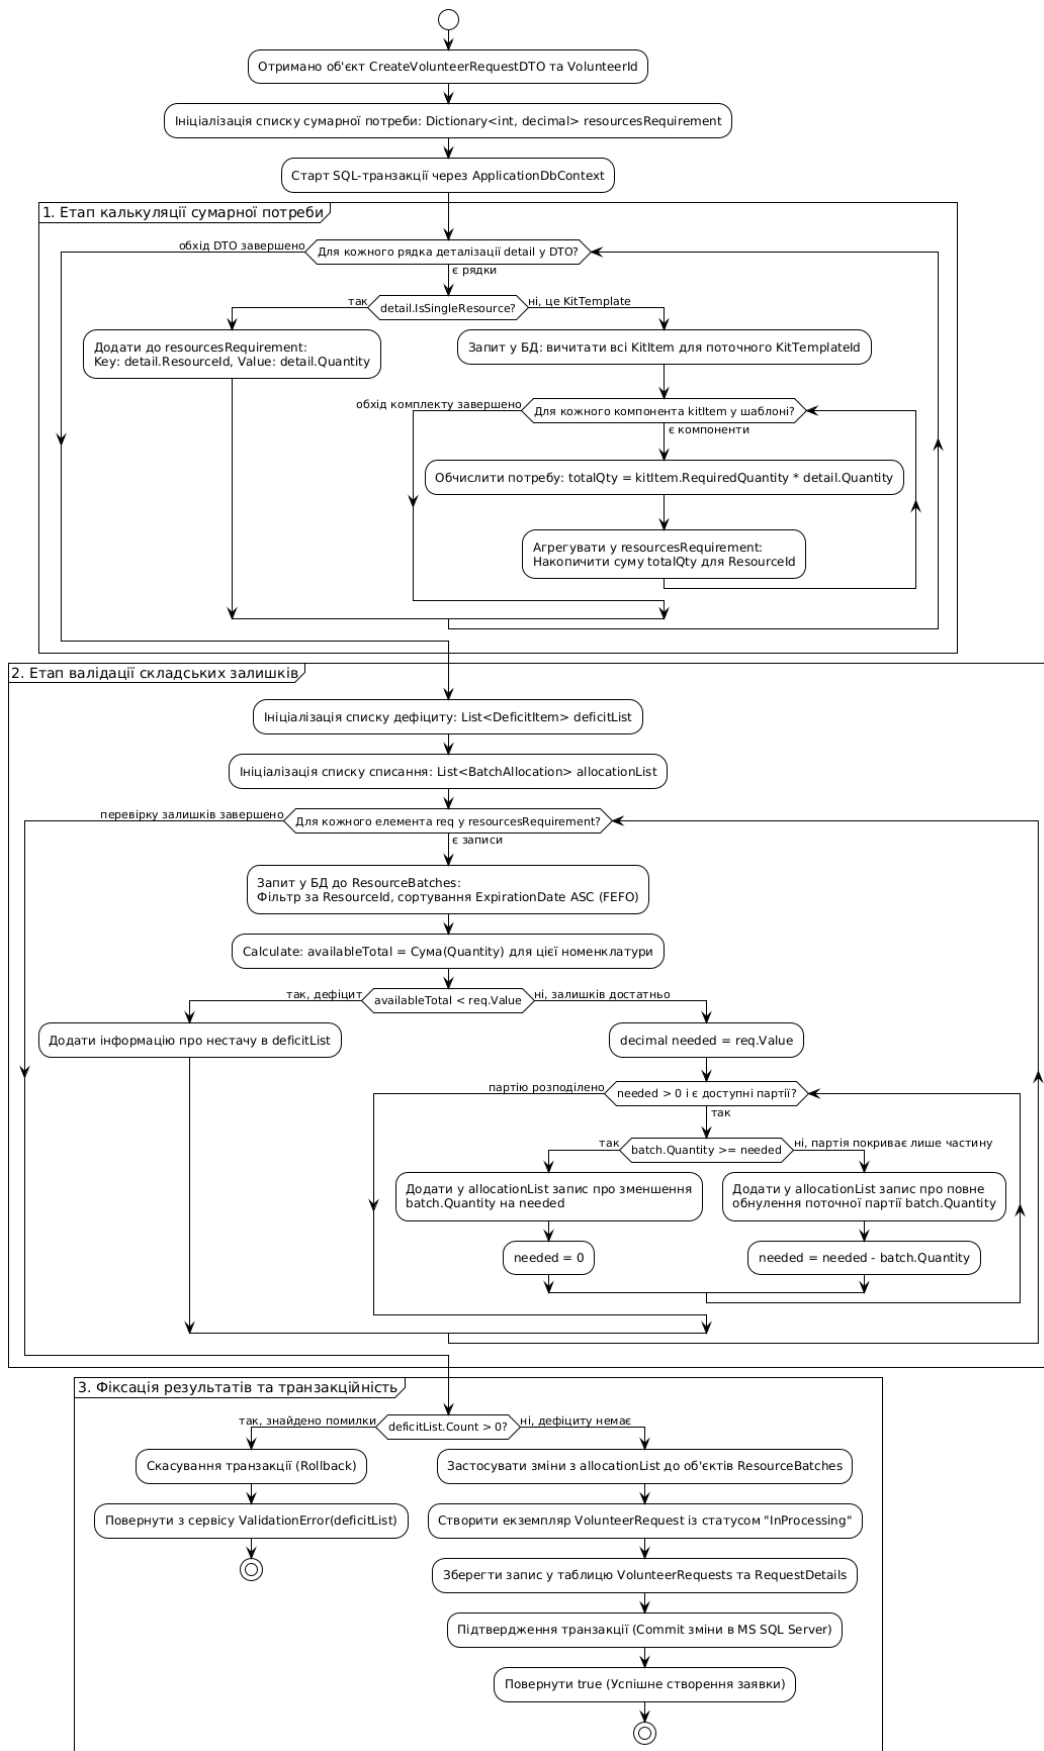 Отримано об'єкт CreateVolunteerRequestDTO та VolunteerId
Ініціалізація списку сумарної потреби: Dictionary<int, decimal> resourcesRequirement
Старт SQL-транзакції через ApplicationDbContext
1. Етап калькуляції сумарної потреби
обхід DTO завершено
Для кожного рядка деталізації detail у DTO?
є рядки
так
detail.IsSingleResource?
ні, це KitTemplate
Додати до resourcesRequirement:
Key: detail.ResourceId, Value: detail.Quantity
Запит у БД: вичитати всі KitItem для поточного KitTemplateId
обхід комплекту завершено
Для кожного компонента kitItem у шаблоні?
є компоненти
Обчислити потребу: totalQty = kitItem.RequiredQuantity * detail.Quantity
Агрегувати у resourcesRequirement:
Накопичити суму totalQty для ResourceId
2. Етап валідації складських залишків
Ініціалізація списку дефіциту: List<DeficitItem> deficitList
Ініціалізація списку списання: List<BatchAllocation> allocationList
перевірку залишків завершено
Для кожного елемента req у resourcesRequirement?
є записи
Запит у БД до ResourceBatches:
Фільтр за ResourceId, сортування ExpirationDate ASC (FEFO)
Calculate: availableTotal = Сума(Quantity) для цієї номенклатури
так, дефіцит
availableTotal < req.Value
ні, залишків достатньо
Додати інформацію про нестачу в deficitList
decimal needed = req.Value
партію розподілено
needed > 0 і є доступні партії?
так
так
batch.Quantity >= needed
ні, партія покриває лише частину
Додати у allocationList запис про зменшення
batch.Quantity на needed
Додати у allocationList запис про повне
обнулення поточної партії batch.Quantity
needed = 0
needed = needed - batch.Quantity
3. Фіксація результатів та транзакційність
так, знайдено помилки
deficitList.Count > 0?
ні, дефіциту немає
Скасування транзакції (Rollback)
Застосувати зміни з allocationList до об'єктів ResourceBatches
Повернути з сервісу ValidationError(deficitList)
Створити екземпляр VolunteerRequest із статусом "InProcessing"
Зберегти запис у таблицю VolunteerRequests та RequestDetails
Підтвердження транзакції (Commit зміни в MS SQL Server)
Повернути true (Успішне створення заявки)